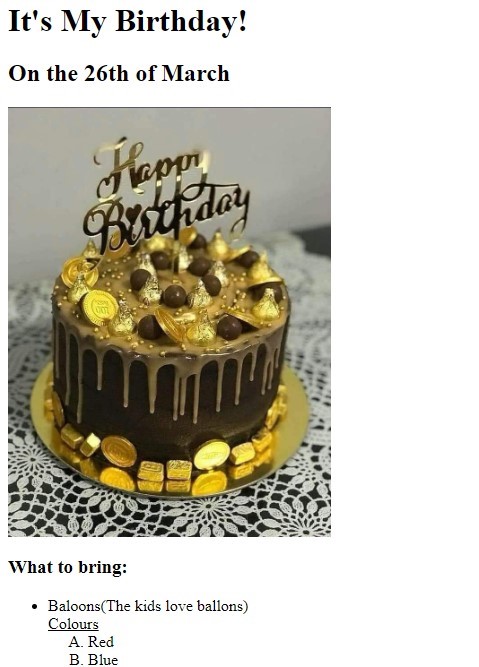 It's My Birthday!
On the 26th of March
Happy
Birthday
What to bring:
Baloons(The kids love ballons)
Colours
A. Red
B. Blue